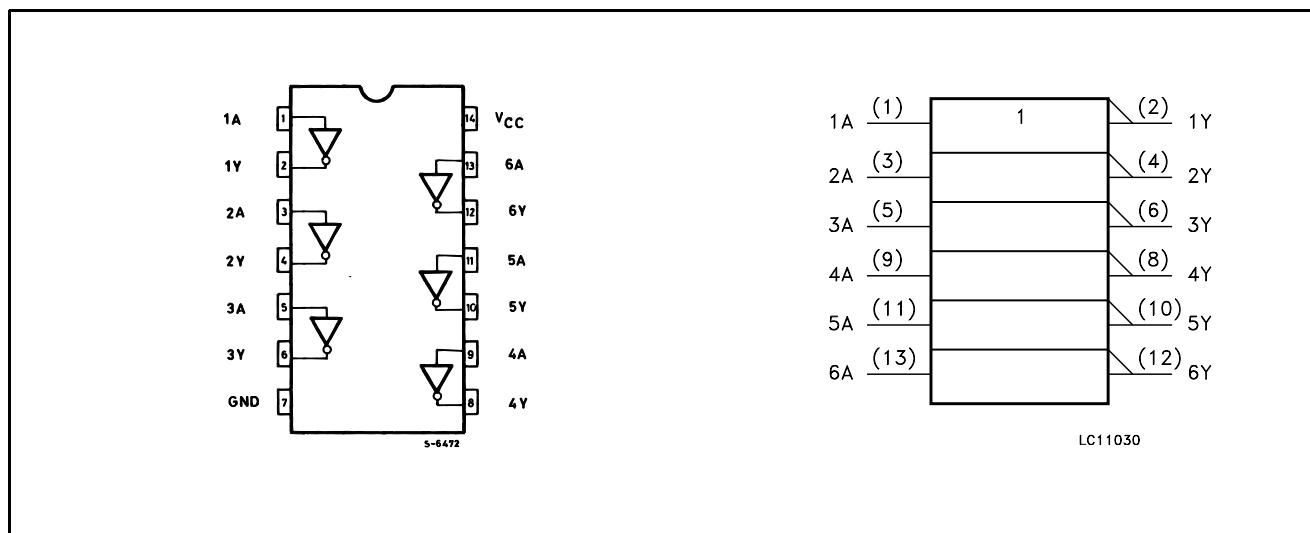 1A 1 14 VCC
1Y 2 13 6A
2A 3 12 6Y
2Y 4 11 5A
3A 5 10 5Y
3Y 6 9 4A
GND 7 8 4Y
S-6472
1A (1) 1 (2) 1Y
2A (3) (4) 2Y
3A (5) (6) 3Y
4A (9) (8) 4Y
5A (11) (10) 5Y
6A (13) (12) 6Y
LC11030